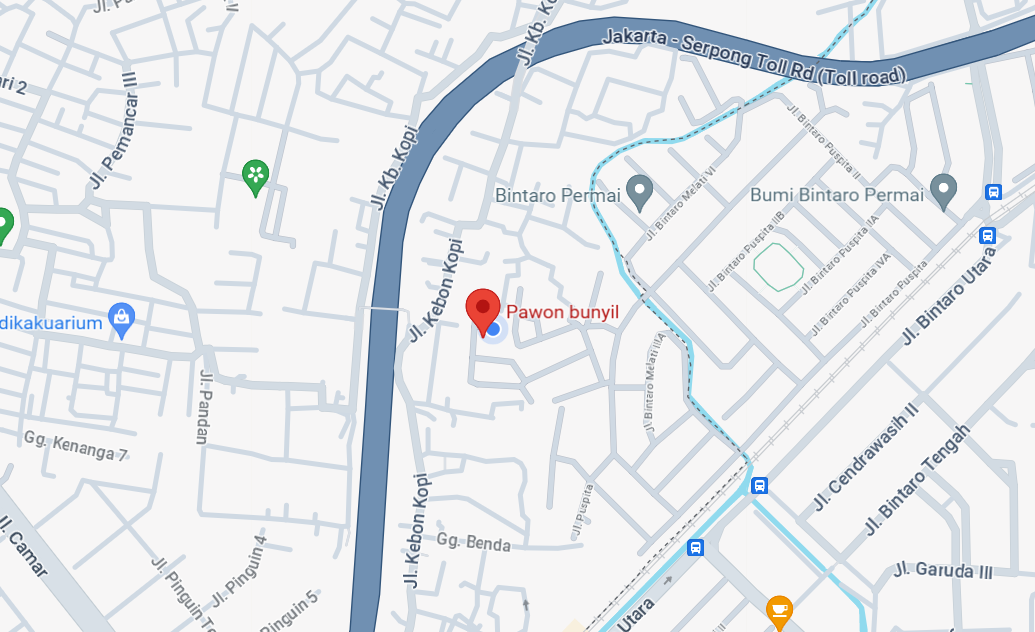 Jl. Kb. Ko
Jakarta - Serpong Toll Rd (Toll road)
ari 2
Jl. Pemancar III
Jl. Kb. Kopi
Jl. Bintaro Puspita II
Bintaro Permai
Jl. Bintaro Melati VI
Bumi Bintaro Permai
Jl. Bintaro Puspita IIB
Jl. Bintaro Puspita IIA
Jl. Bintaro Puspita IVA
Jl. Bintaro Puspita
Jl. Bintaro Utara
Jl. Kebon Kopi
Pawon bunyil
dikakuarium
Jl. Bintaro Melati IIIA
Jl. Pandan
Gg. Kenanga 7
Jl. Cendrawasih II
Jl. Bintaro Tengah
Jl. Puspita
Jl. Kebon Kopi
Gg. Benda
Jl. Camar
Jl. Pinguin 4
Jl. Pinguin Te
Pinguin 5
Jl. Garuda III
Utara